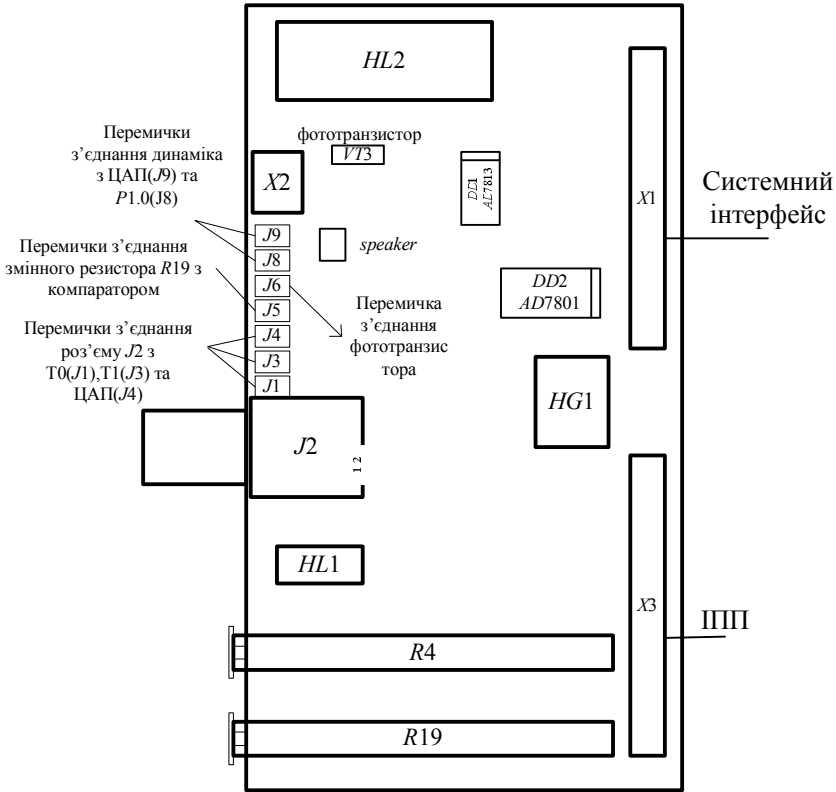 HL2
Перемички
з’єднання динаміка
з ЦАП(J9) та
P1.0(J8)
фототранзистор
VT3
X2
DD1
AD7813
X1
Системний
інтерфейс
J9
speaker
J8
Перемички з’єднання
змінного резистора R19 з
компаратором
J6
J5
DD2
AD7801
Перемичка
з’єднання
фототранзис
тора
Перемички з’єднання
роз’єму J2 з
Т0(J1),Т1(J3) та
ЦАП(J4)
J4
J3
J1
HG1
J2
1 2
HL1
X3
ІПП
R4
R19